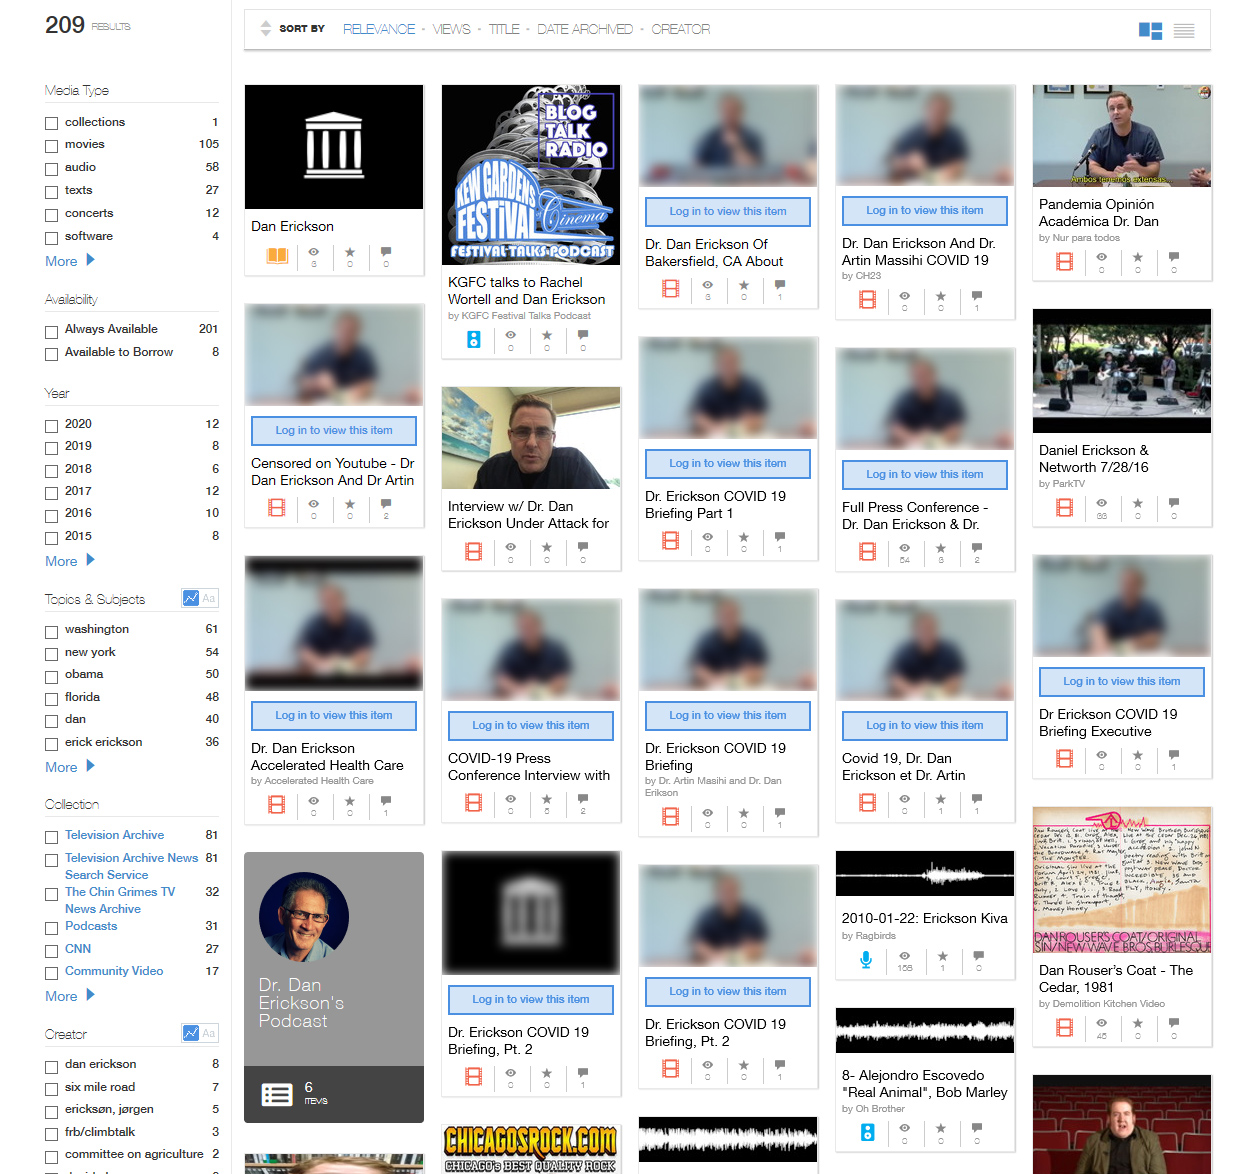 209 RESULTS
SORT BY RELEVANCE • VIEWS • TITLE • DATE ARCHIVED • CREATOR
Media Type
collections 1
movies 105
audio 58
texts 27
concerts 12
software 4
More
Availability
Always Available 201
Available to Borrow 8
Year
2020 12
2019 8
2018 6
2017 12
2016 10
2015 8
More
Topics & Subjects Aa
washington 61
new york 54
obama 50
florida 48
dan 40
erick erickson 36
More
Collection
Television Archive 81
Television Archive News 81
Search Service
The Chin Grimes TV 32
News Archive
Podcasts 31
CNN 27
Community Video 17
More
Creator Aa
dan erickson 8
six mile road 7
ericksøn, jørgen 5
frb/climbtalk 3
committee on agriculture 2
Dan Erickson
3 0 0
Log in to view this item
Censored on Youtube - Dr
Dan Erickson And Dr Artin
0 0 2
Log in to view this item
Dr. Dan Erickson
Accelerated Health Care
by Accelerated Health Care
0 0 1
Dr. Dan
Erickson's
Podcast
6
ITEMS
BLOG
TALK
RADIO
KEW GARDENS
FESTIVAL
of Cinema
FESTIVAL TALKS PODCAST
KGFC talks to Rachel
Wortell and Dan Erickson
by KGFC Festival Talks Podcast
0 0 0
Interview w/ Dr. Dan
Erickson Under Attack for
0 0 0
Log in to view this item
COVID-19 Press
Conference Interview with
0 5 2
Log in to view this item
Dr. Erickson COVID 19
Briefing, Pt. 2
0 0 1
CHICAGOSROCK.COM
CHICAGO'S BEST QUALITY ROCK
Log in to view this item
Dr. Dan Erickson Of
Bakersfield, CA About
3 0 1
Log in to view this item
Dr. Erickson COVID 19
Briefing Part 1
0 0 1
Log in to view this item
Dr. Erickson COVID 19
Briefing
by Dr. Artin Masihi and Dr. Dan
Erikson
0 0 1
Log in to view this item
Dr. Erickson COVID 19
Briefing, Pt. 2
0 0 1
Log in to view this item
Dr. Dan Erickson And Dr.
Artin Massihi COVID 19
by CH23
0 0 1
Log in to view this item
Full Press Conference -
Dr. Dan Erickson & Dr.
54 3 2
Log in to view this item
Covid 19, Dr. Dan
Erickson et Dr. Artin
0 1 1
2010-01-22: Erickson Kiva
by Ragbirds
155 1 0
8- Alejandro Escovedo
"Real Animal", Bob Marley
by Oh Brother
0 0 0
Ambos tenemos extensas...
Pandemia Opinión
Académica Dr. Dan
by Nur para todos
0 0 0
Daniel Erickson &
Networth 7/28/16
by ParkTV
33 0 0
Log in to view this item
Dr Erickson COVID 19
Briefing Executive
0 0 1
DAN ROUSER'S COAT/ORIGINAL
SIN/NEW WAVE BROS.BURLESQUE
Dan Rouser's Coat - The
Cedar, 1981
by Demolition Kitchen Video
45 0 0